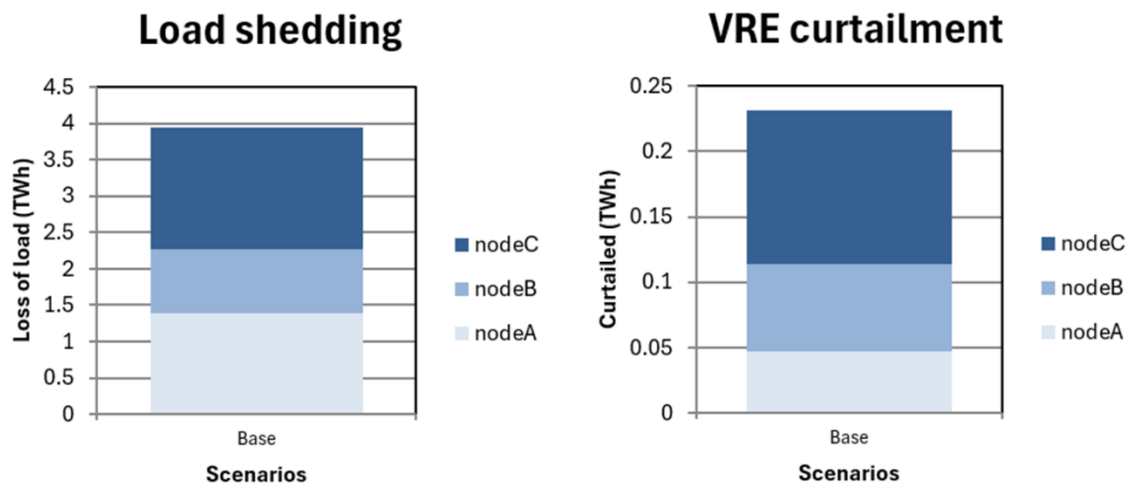 Load shedding
Loss of load (TWh)
4.5
4
3.5
3
2.5
2
1.5
1
0.5
0
Base
Scenarios
nodeC
nodeB
nodeA
VRE curtailment
Curtailed (TWh)
0.25
0.2
0.15
0.1
0.05
0
Base
Scenarios
nodeC
nodeB
nodeA